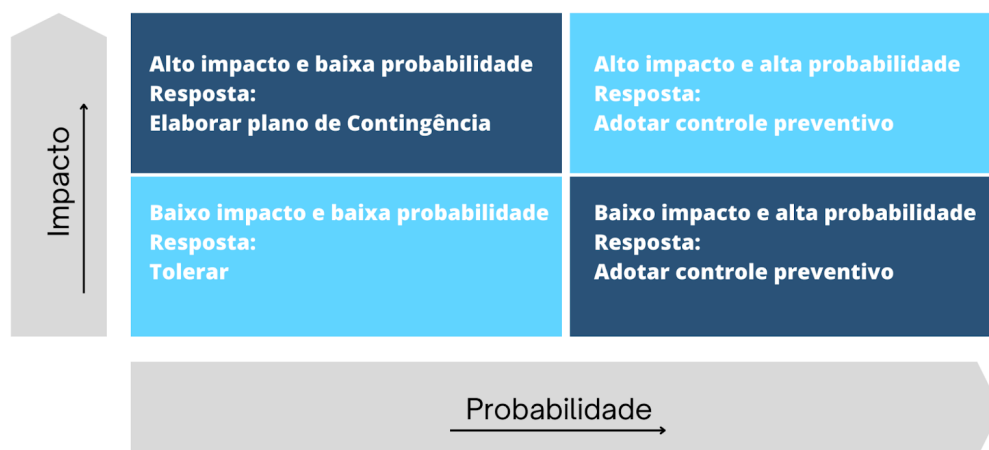 Impacto
Alto impacto e baixa probabilidade
Resposta:
Elaborar plano de Contingência
Alto impacto e alta probabilidade
Resposta:
Adotar controle preventivo
Baixo impacto e baixa probabilidade
Resposta:
Tolerar
Baixo impacto e alta probabilidade
Resposta:
Adotar controle preventivo
Probabilidade